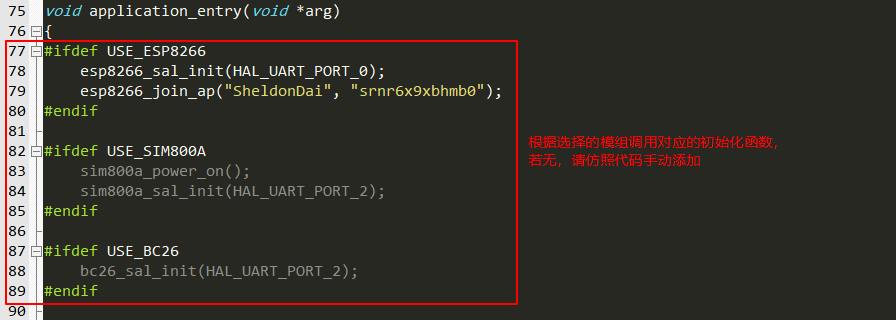 75 void application_entry(void *arg)
76 {
77 #ifdef USE_ESP8266
78     esp8266_sal_init(HAL_UART_PORT_0);
79     esp8266_join_ap("SheldonDai", "srnr6x9xbhmb0");
80 #endif
81
82 #ifdef USE_SIM800A
83     sim800a_power_on();
84     sim800a_sal_init(HAL_UART_PORT_2);
85 #endif
86
87 #ifdef USE_BC26
88     bc26_sal_init(HAL_UART_PORT_2);
89 #endif
90
根据选择的模组调用对应的初始化函数，
若无，请仿照代码手动添加